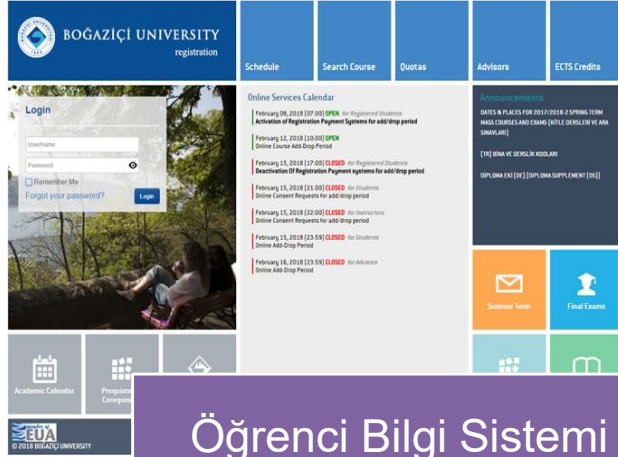 BOĞAZİÇİ UNIVERSITY
registration
Schedule
Search Course
Quotas
Advisors
ECTS Credits
Login
UserName
Password
Remember Me
Forgot your password?
Login
Online Services Calendar
February 08, 2018 [07.00] OPEN for Registered Students
Activation of Registration Payment Systems for add/drop period
February 12, 2018 [10.00] OPEN
Online Course Add-Drop Period
February 15, 2018 [17.00] CLOSED for Registered Students
Deactivation Of Registration Payment systems for add/drop period
February 15, 2018 [21.00] CLOSED for Students
Online Consent Requests for add/drop period
February 15, 2018 [22.00] CLOSED for Instructors
Online Consent Requests for add/drop period
February 15, 2018 [23.59] CLOSED for Students
Online Add-Drop Period
February 16, 2018 [23.59] CLOSED for Advisors
Online Add-Drop Period
Announcements
DATES & PLACES FOR 2017/2018-2 SPRING TERM
MASS COURSES AND EXAMS [KİTLE DERSLERİ VE ARA
SINAVLAR]
[TR] BİNA VE DERSLİK KODLARI
DİPLOMA EKİ [DE] [DIPLOMA SUPPLEMENT [DS]]
Summer Term
Final Exams
Academic Calendar
EUA
© 2018 BOĞAZİÇİ UNIVERSITY
Öğrenci Bilgi Sistemi